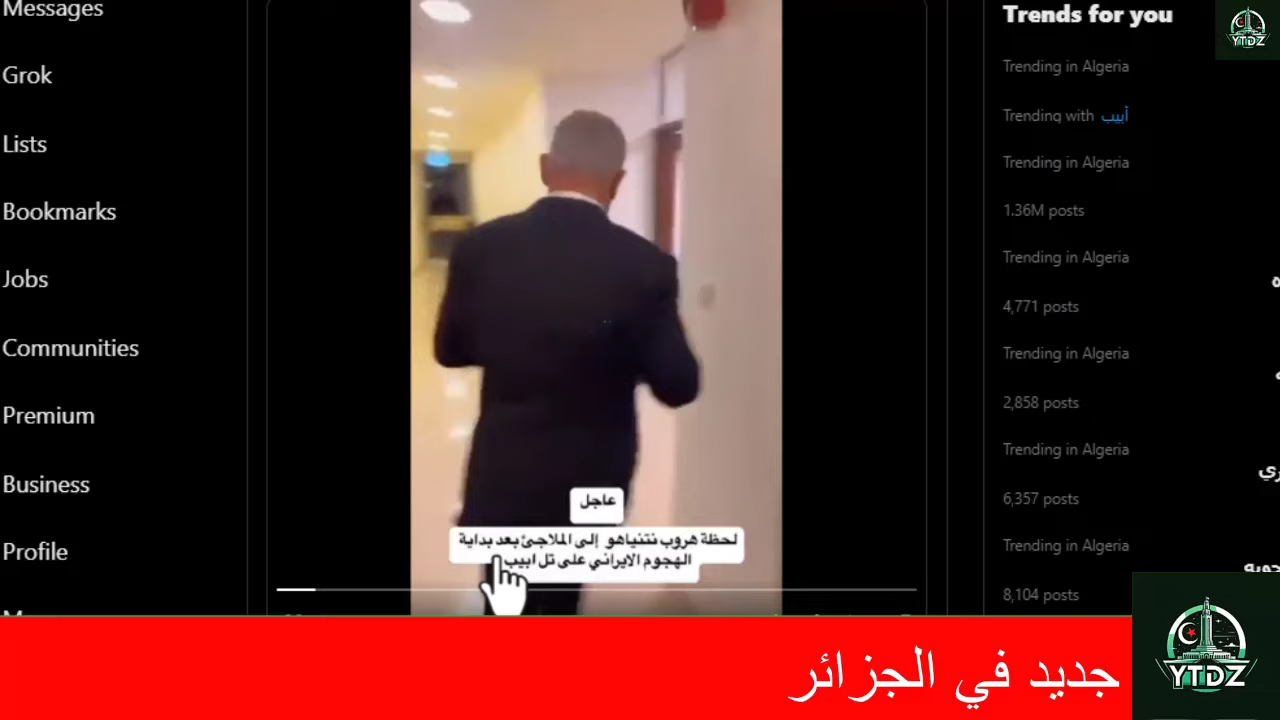 Messages
Grok
Lists
Bookmarks
Jobs
Communities
Premium
Business
Profile
عاجل
لحظة هروب نتنياهو إلى الملاجئ بعد بداية
الهجوم الايراني على تل ابيب
Trends for you
Trending in Algeria
Trending with أبيب
Trending in Algeria
1.36M posts
Trending in Algeria
4,771 posts
Trending in Algeria
2,858 posts
Trending in Algeria
6,357 posts
Trending in Algeria
8,104 posts
YTDZ
جديد في الجزائر
YTDZ